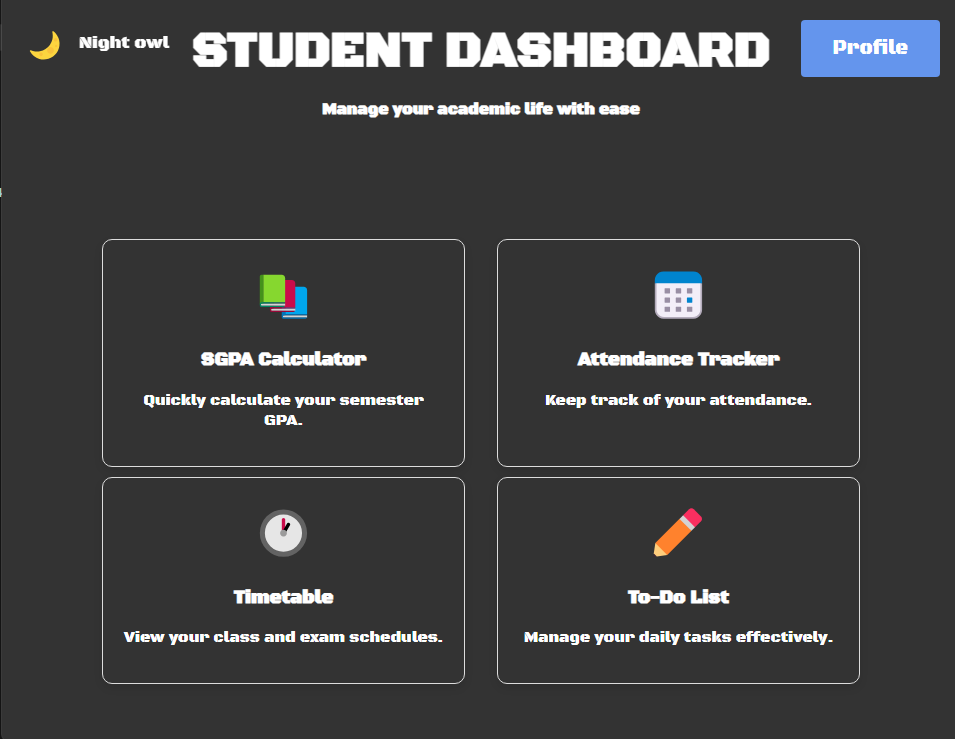 Night owl
STUDENT DASHBOARD
Profile
Manage your academic life with ease
SGPA Calculator
Quickly calculate your semester
GPA.
Attendance Tracker
Keep track of your attendance.
Timetable
View your class and exam schedules.
To-Do List
Manage your daily tasks effectively.